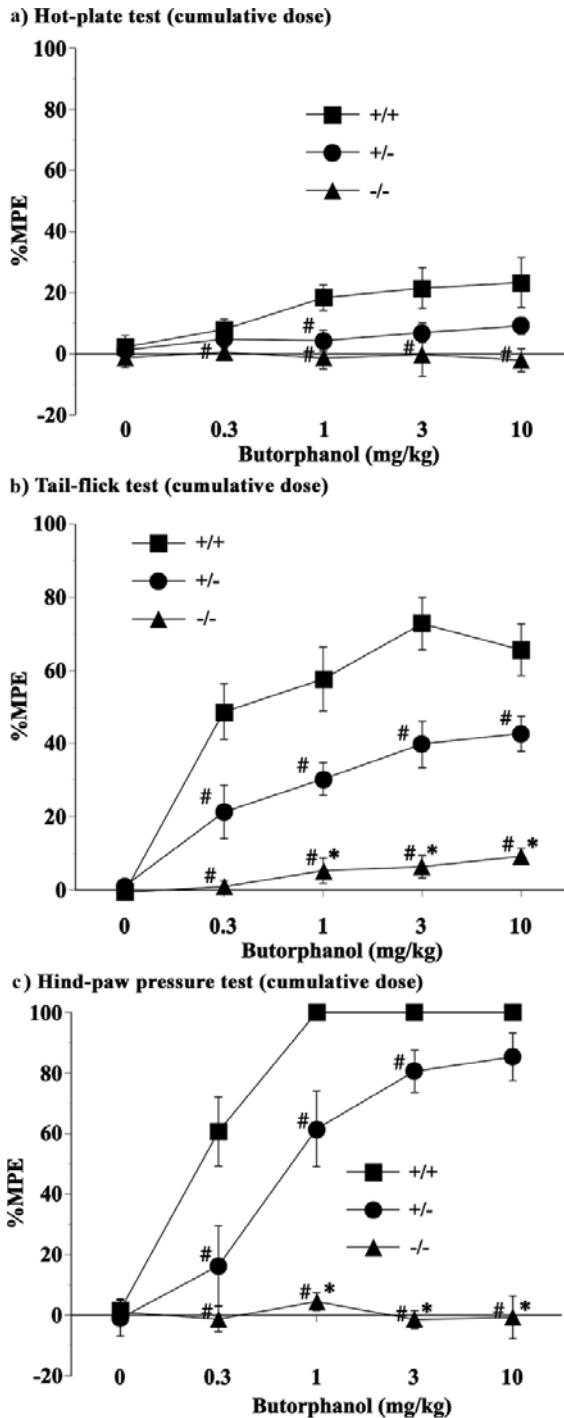 a) Hot-plate test (cumulative dose)
100
80
+/+
+/-
60
-/-
%MPE
40
20
#
0
# # # #
-20
0 0.3 1 3 10
Butorphanol (mg/kg)
b) Tail-flick test (cumulative dose)
100
+/+
80
+/-
-/-
%MPE
60
#
40
#
#
20
#
# * # * # *
#
0
0 0.3 1 3 10
Butorphanol (mg/kg)
c) Hind-paw pressure test (cumulative dose)
100
80
#
#
60
%MPE
+/+
40
+/-
20
#
-/-
# *
0
# # * # *
-20
0 0.3 1 3 10
Butorphanol (mg/kg)